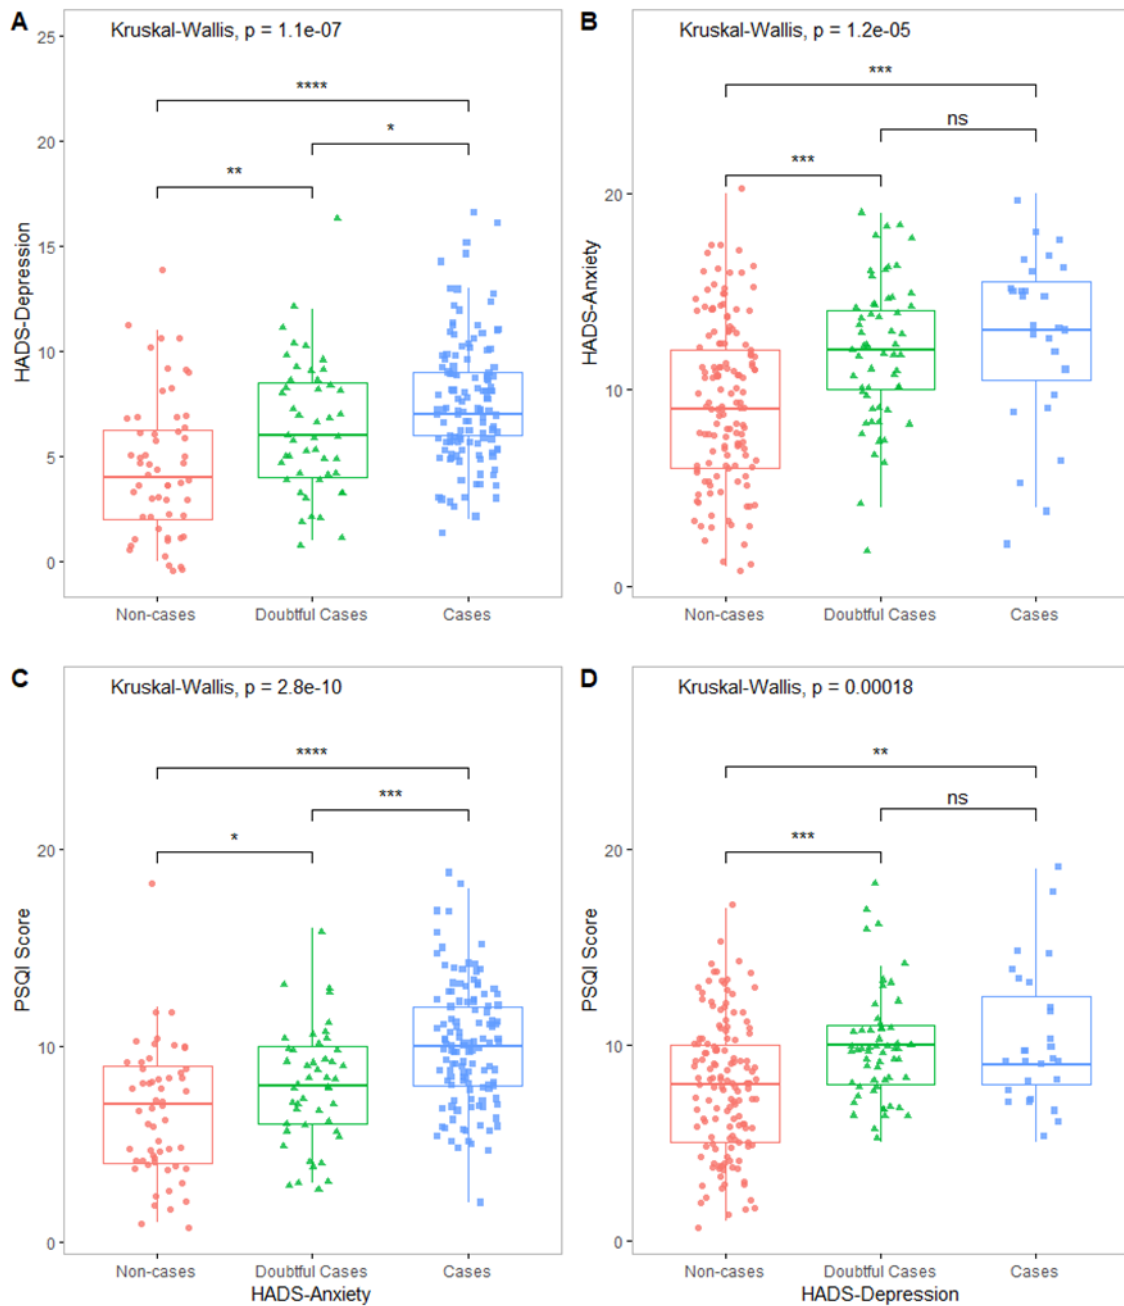 A
Kruskal-Wallis, p = 1.1e-07
25
20
15
10
5
0
HADS-Depression
****
*
**
Non-cases
Doubtful Cases
Cases
B
Kruskal-Wallis, p = 1.2e-05
20
10
0
HADS-Anxiety
***
ns
***
Non-cases
Doubtful Cases
Cases
C
Kruskal-Wallis, p = 2.8e-10
20
10
0
PSQI Score
****
***
*
Non-cases
Doubtful Cases
Cases
HADS-Anxiety
D
Kruskal-Wallis, p = 0.00018
20
10
0
PSQI Score
**
ns
***
Non-cases
Doubtful Cases
Cases
HADS-Depression